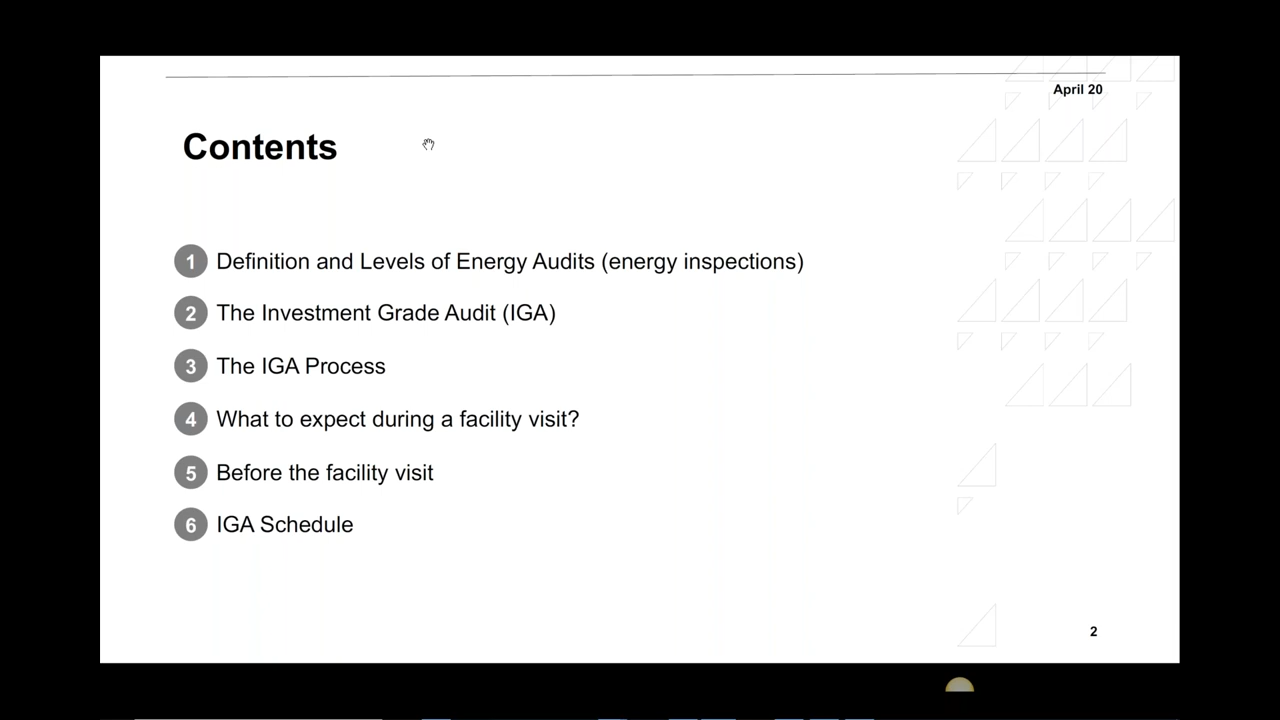 April 20
Contents
1 Definition and Levels of Energy Audits (energy inspections)
2 The Investment Grade Audit (IGA)
3 The IGA Process
4 What to expect during a facility visit?
5 Before the facility visit
6 IGA Schedule
2